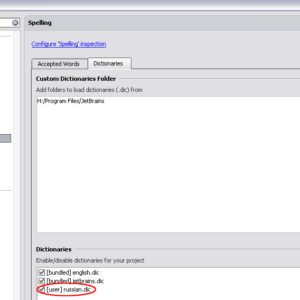 Spelling
Configure 'Spelling' inspection
Accepted Words
Dictionaries
Custom Dictionaries Folder
Add folders to load dictionaries (.dic) from
H:/Program Files/JetBrains
Dictionaries
Enable/disable dictionaries for your project
[bundled] english.dic
[bundled] jetbrains.dic
[user] russian.dic